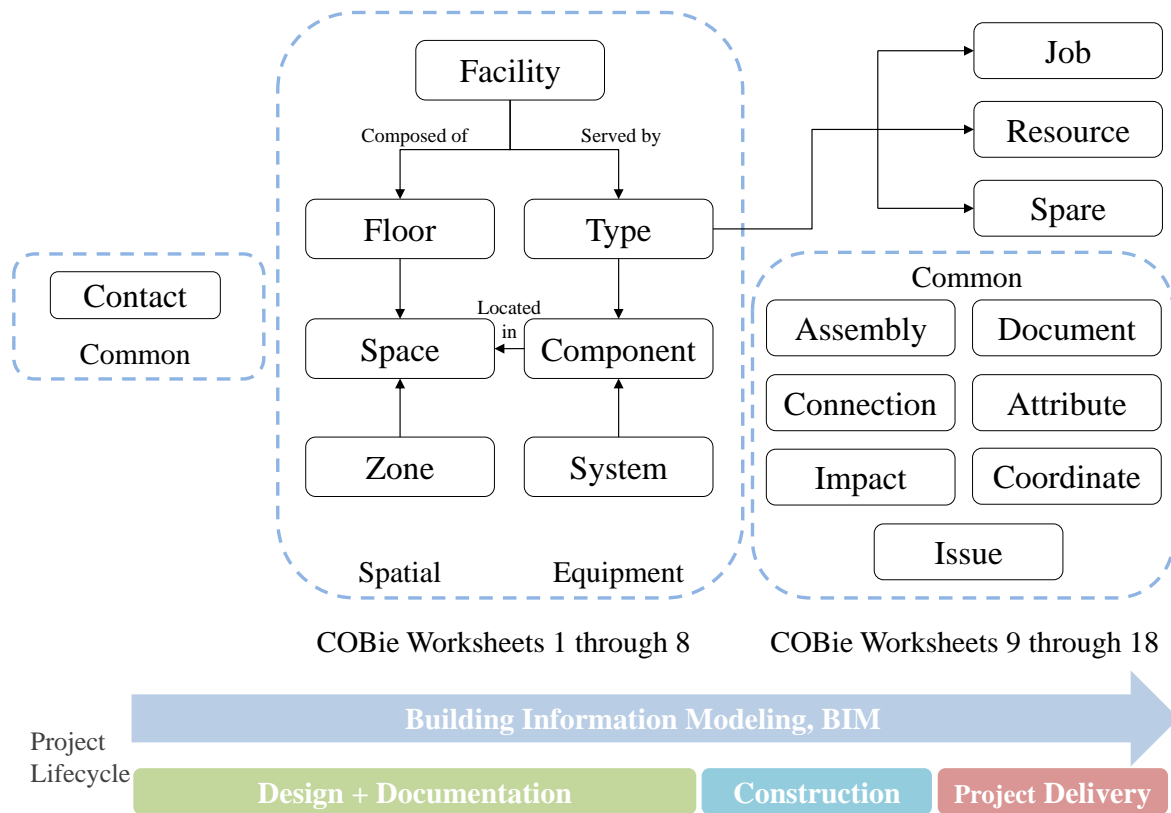 Facility
Job
Composed of
Served by
Resource
Floor
Type
Spare
Contact
Common
Common
Assembly
Document
Located
in
Space
Component
Connection
Attribute
Zone
System
Impact
Coordinate
Issue
Spatial
Equipment
COBie Worksheets 1 through 8
COBie Worksheets 9 through 18
Building Information Modeling, BIM
Project
Lifecycle
Design + Documentation
Construction
Project Delivery